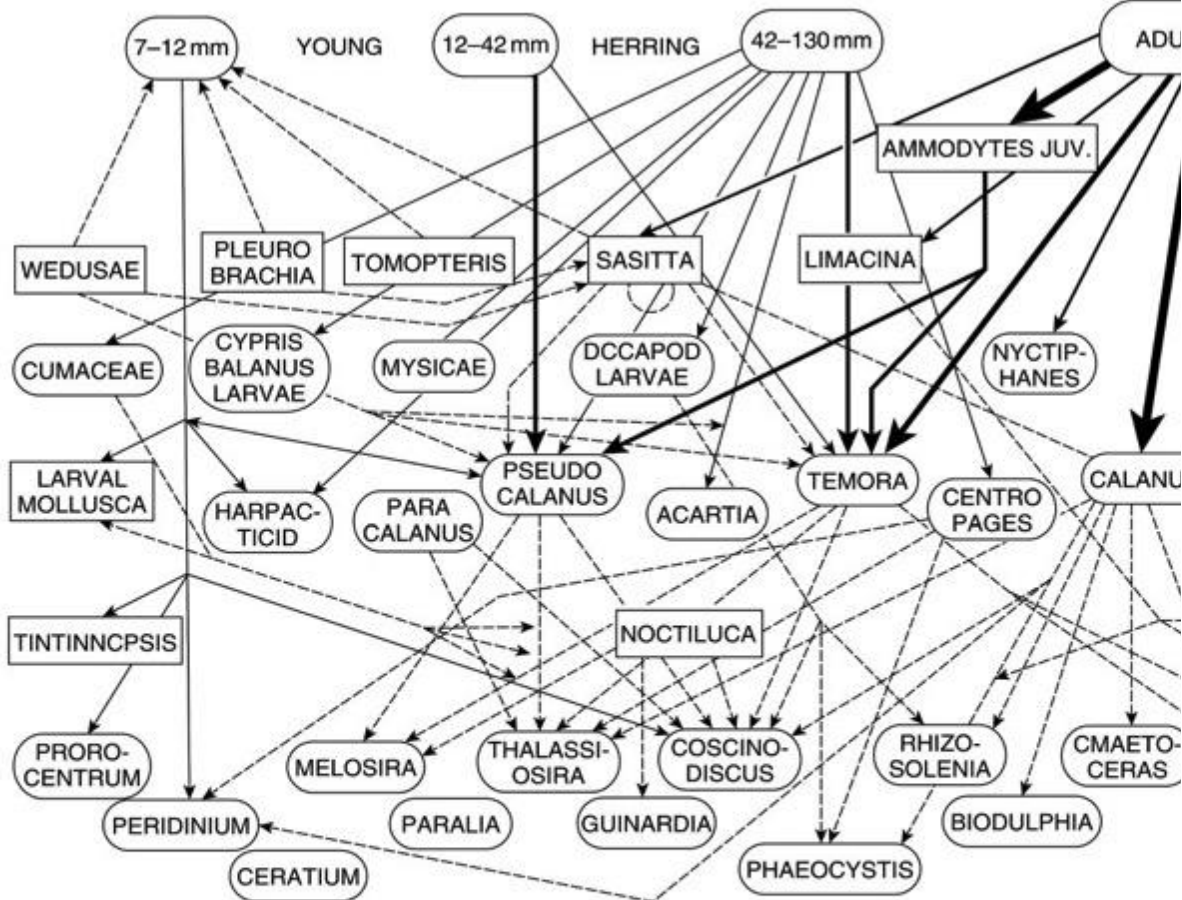 7–12 mm
YOUNG
12–42 mm
HERRING
42–130 mm
ADU
AMMODYTES JUV.
WEDUSAE
PLEURO
BRACHIA
TOMOPTERIS
SASITTA
LIMACINA
CUMACEAE
CYPRIS
BALANUS
LARVAE
MYSICAE
DCCAPOD
LARVAE
NYCTIP-
HANES
LARVAL
MOLLUSCA
HARPAC-
TICID
PARA
CALANUS
PSEUDO
CALANUS
ACARTIA
TEMORA
CENTRO
PAGES
CALANU
TINTINNCPSIS
NOCTILUCA
PRORO-
CENTRUM
MELOSIRA
THALASSI-
OSIRA
COSCINO-
DISCUS
RHIZO-
SOLENIA
CMAETO-
CERAS
PERIDINIUM
PARALIA
GUINARDIA
BIODULPHIA
CERATIUM
PHAEOCYSTIS